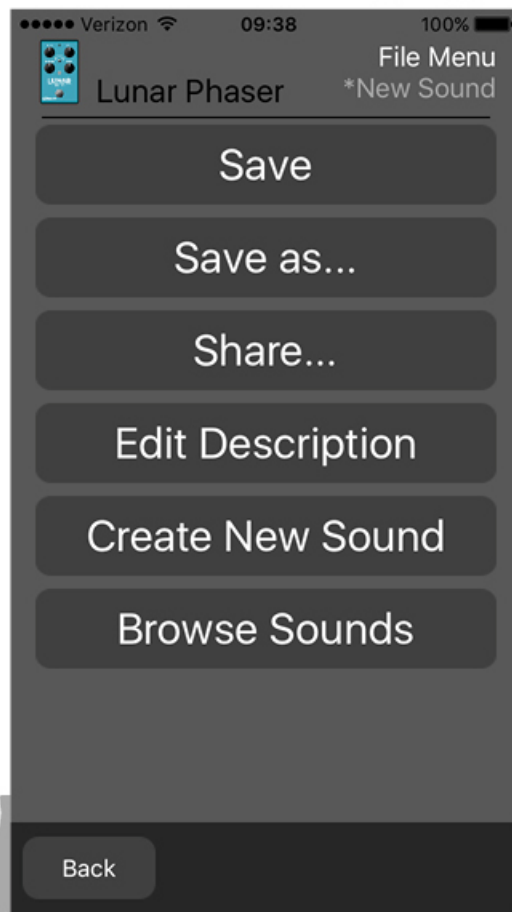 Verizon 09:38 100%
File Menu
Lunar Phaser *New Sound
Save
Save as...
Share...
Edit Description
Create New Sound
Browse Sounds
Back